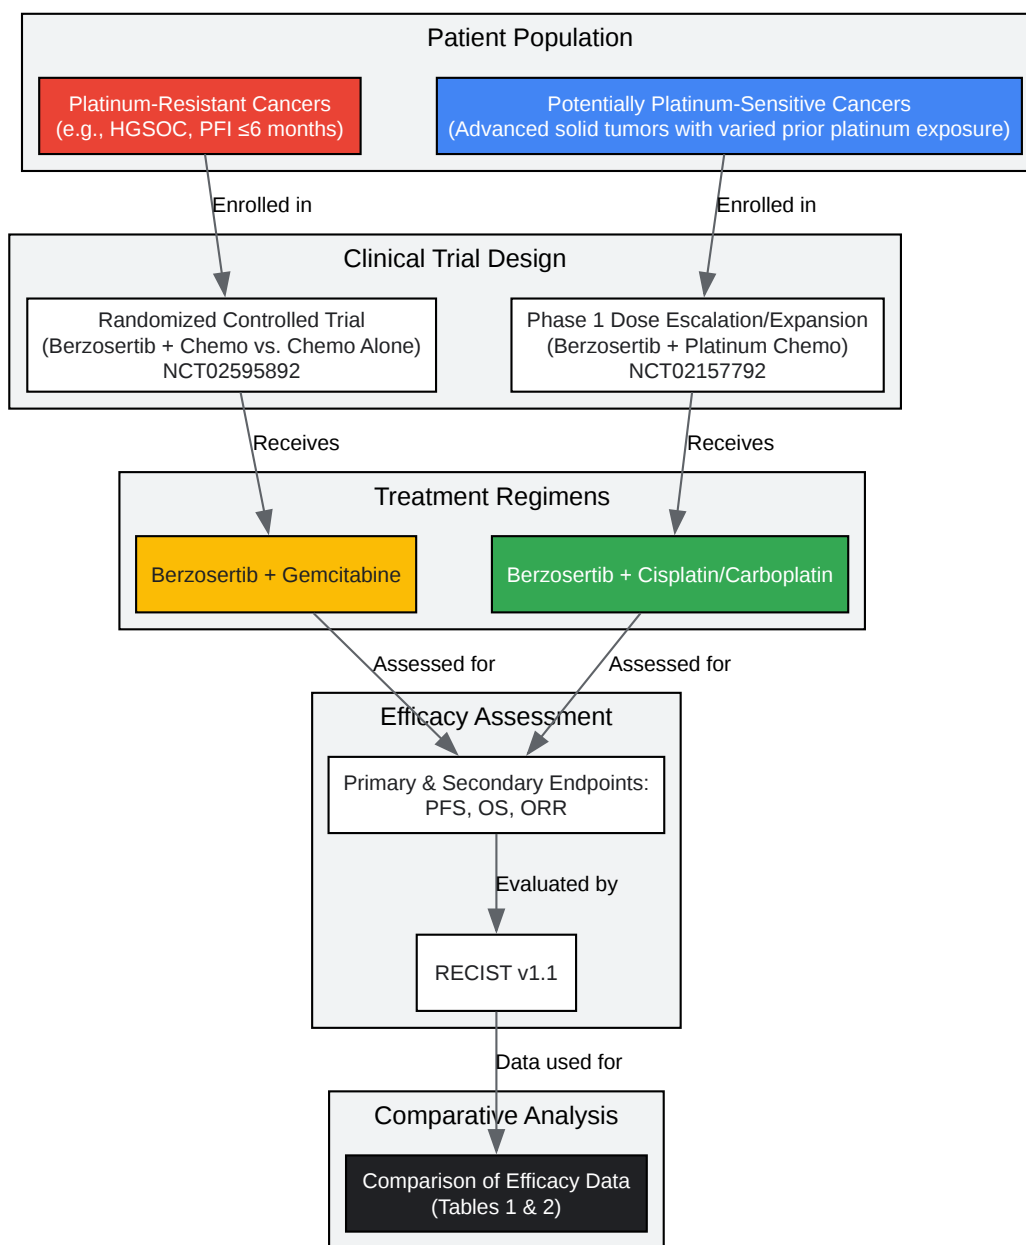 Patient Population
Platinum-Resistant Cancers
(e.g., HGSOC, PFI ≤6 months)
Potentially Platinum-Sensitive Cancers
(Advanced solid tumors with varied prior platinum exposure)
Enrolled in
Enrolled in
Clinical Trial Design
Randomized Controlled Trial
(Berzosertib + Chemo vs. Chemo Alone)
NCT02595892
Phase 1 Dose Escalation/Expansion
(Berzosertib + Platinum Chemo)
NCT02157792
Receives
Receives
Treatment Regimens
Berzosertib + Gemcitabine
Berzosertib + Cisplatin/Carboplatin
Assessed for
Assessed for
Efficacy Assessment
Primary & Secondary Endpoints:
PFS, OS, ORR
Evaluated by
RECIST v1.1
Data used for
Comparative Analysis
Comparison of Efficacy Data
(Tables 1 & 2)